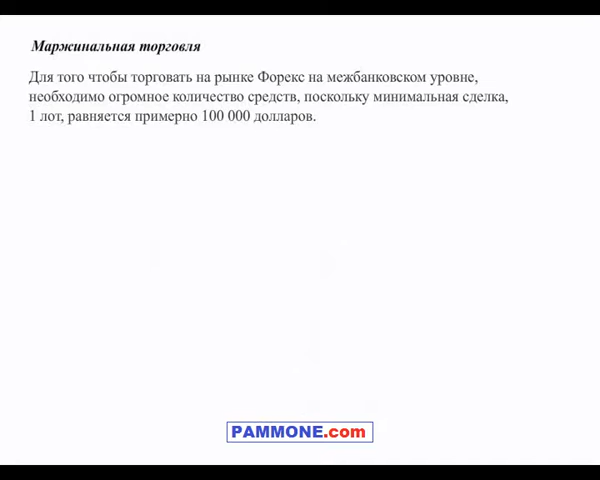 Маржинальная торговля
Для того чтобы торговать на рынке Форекс на межбанковском уровне,
необходимо огромное количество средств, поскольку минимальная сделка,
1 лот, равняется примерно 100 000 долларов.
PAMMONE.com